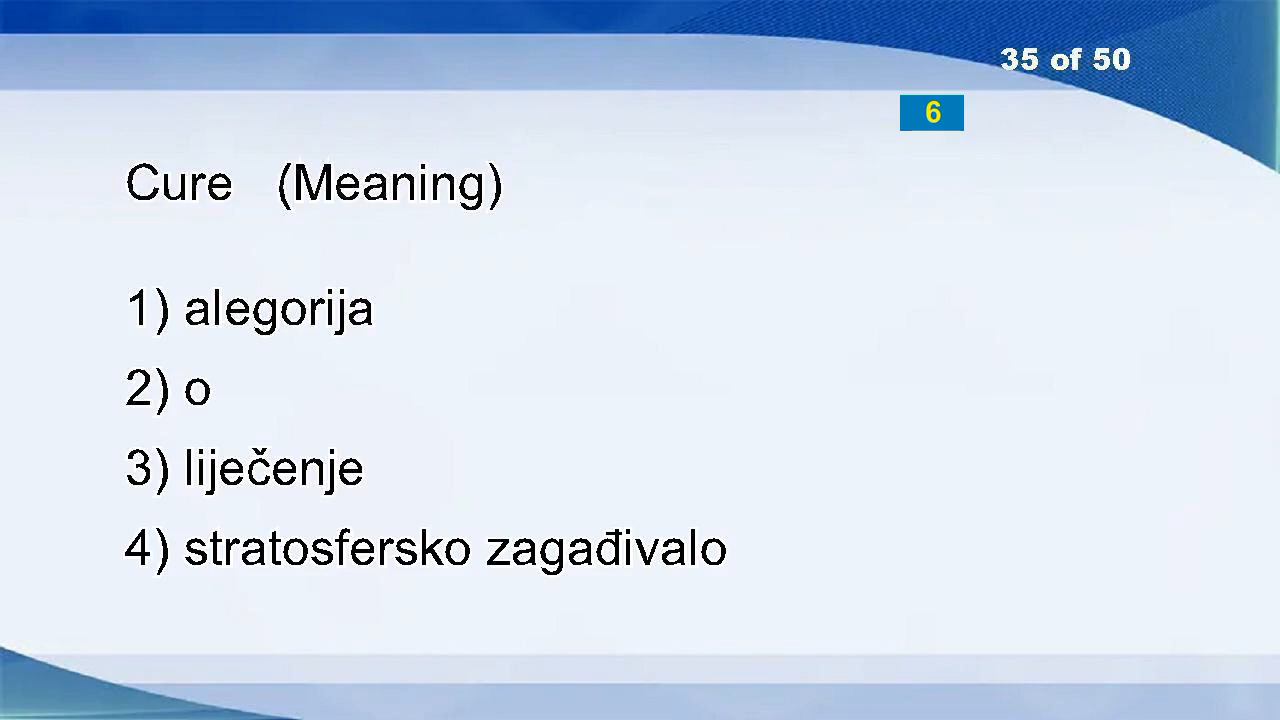 35 of 50
6
Cure (Meaning)
1) alegorija
2) o
3) liječenje
4) stratosfersko zagađivalo